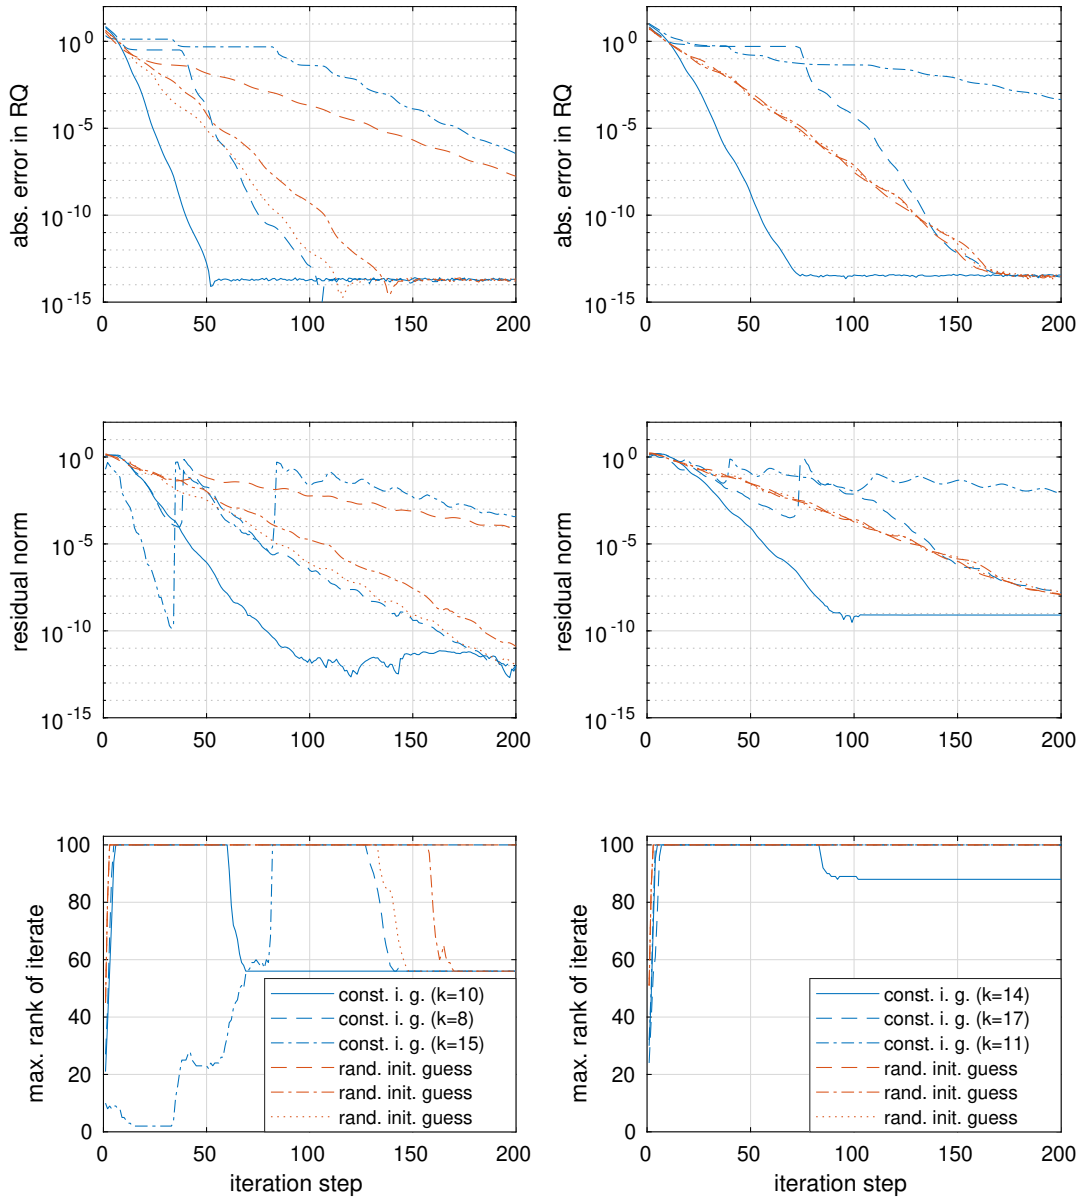 10^0
10^-5
10^-10
10^-15
abs. error in RQ
0 50 100 150 200
10^0
10^-5
10^-10
10^-15
abs. error in RQ
0 50 100 150 200
10^0
10^-5
10^-10
10^-15
residual norm
0 50 100 150 200
10^0
10^-5
10^-10
10^-15
residual norm
0 50 100 150 200
100
80
60
40
20
0
max. rank of iterate
const. i. g. (k=10)
const. i. g. (k=8)
const. i. g. (k=15)
rand. init. guess
rand. init. guess
rand. init. guess
0 50 100 150 200
iteration step
100
80
60
40
20
0
max. rank of iterate
const. i. g. (k=14)
const. i. g. (k=17)
const. i. g. (k=11)
rand. init. guess
rand. init. guess
rand. init. guess
0 50 100 150 200
iteration step